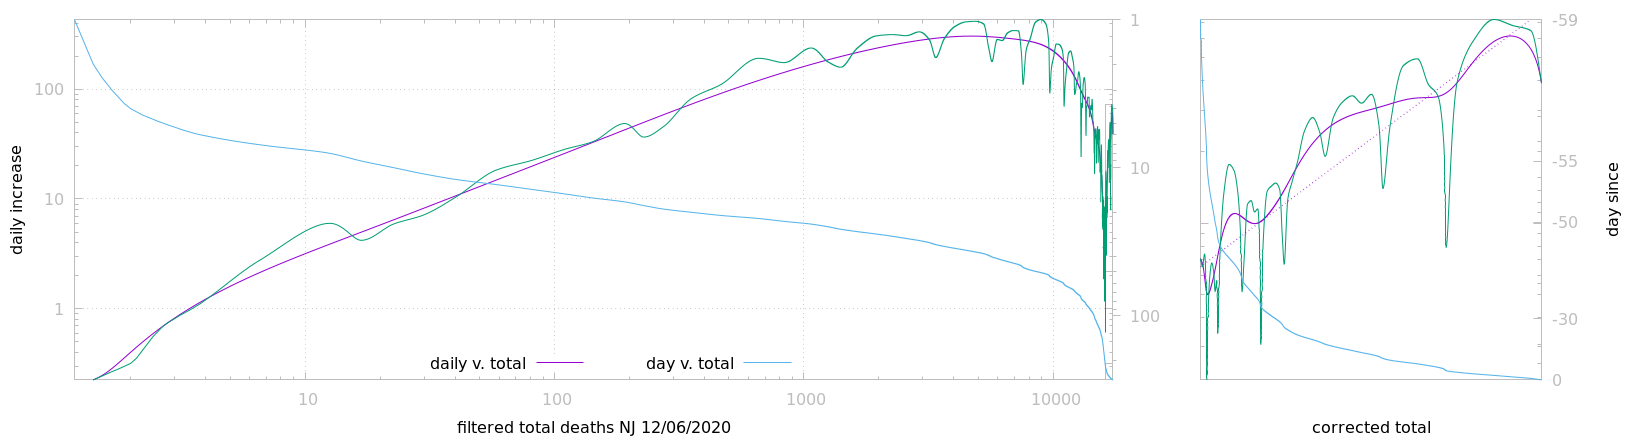 daily increase
100
10
1
daily v. total
day v. total
10
100
1000
10000
filtered total deaths NJ 12/06/2020
1
10
100
-59
-55
-50
-30
0
day since
corrected total